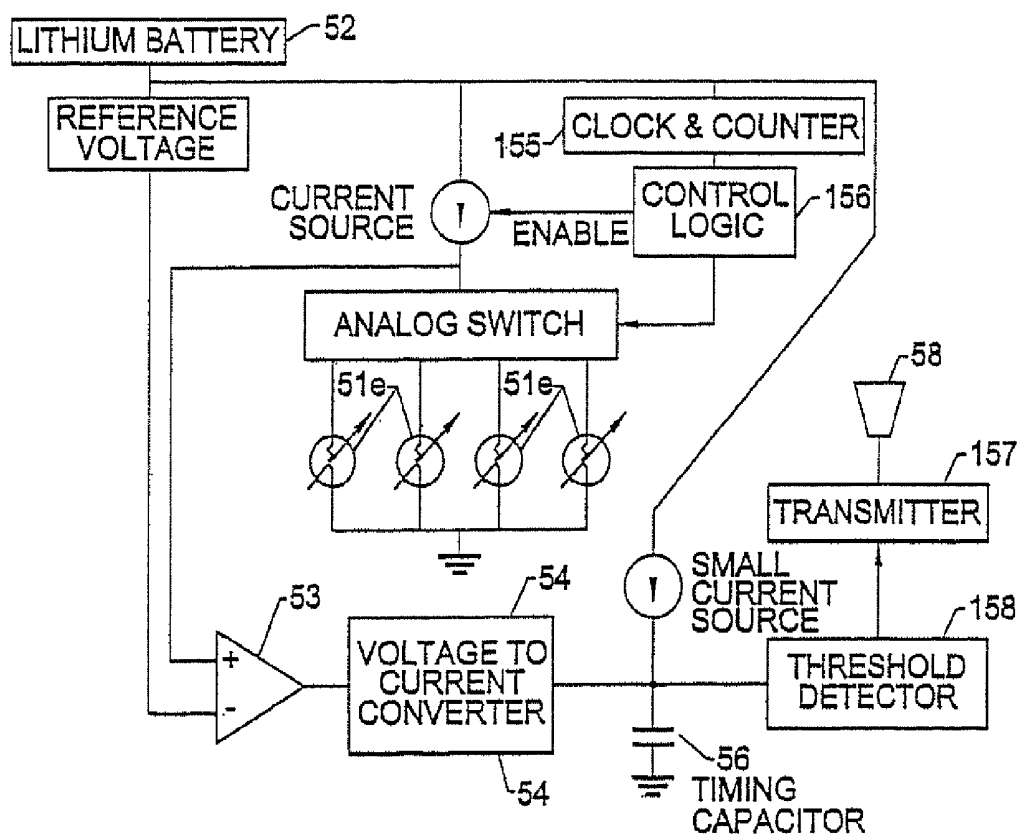 LITHIUM BATTERY
52
REFERENCE
VOLTAGE
155
CLOCK & COUNTER
CURRENT
SOURCE
ENABLE
CONTROL
LOGIC
156
ANALOG SWITCH
51e
51e
58
157
TRANSMITTER
SMALL
CURRENT
SOURCE
158
THRESHOLD
DETECTOR
53
+
-
54
VOLTAGE TO
CURRENT
CONVERTER
54
56
TIMING
CAPACITOR